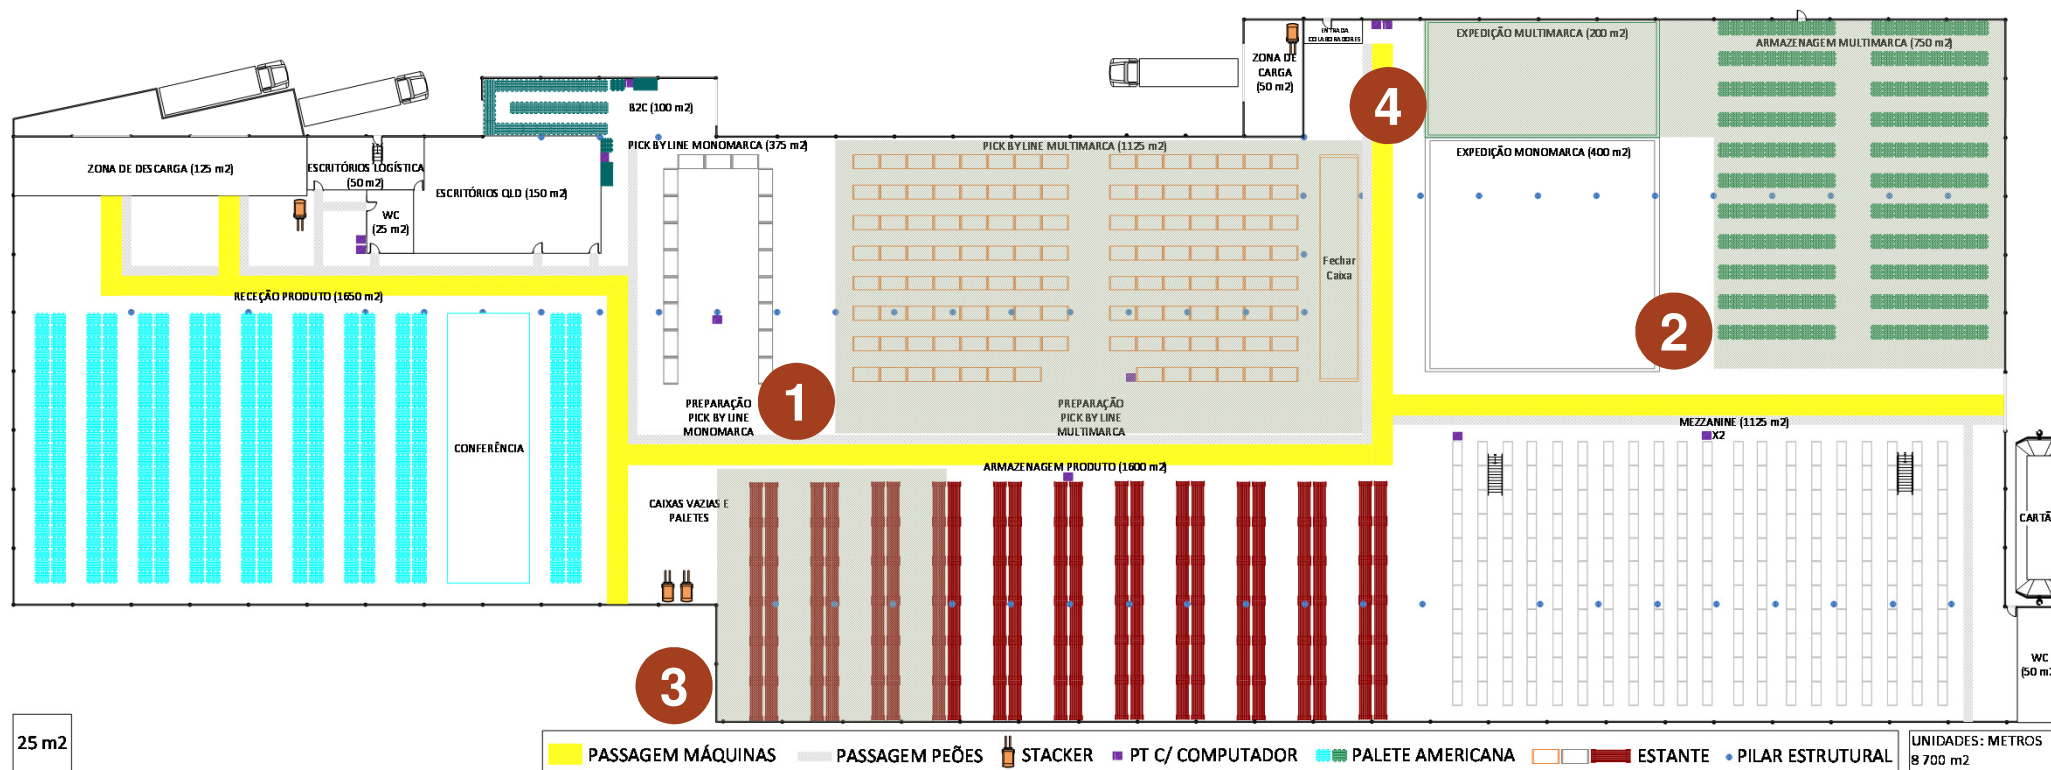 ENTRADA
COLABORADORES
EXPEDIÇÃO MULTIMARCA (200 m2)
ARMAZENAGEM MULTIMARCA (750 m2)
ZONA DE
CARGA
(50 m2)
4
B2C (100 m2)
PICK BY LINE MONOMARCA (375 m2)
PICK BY LINE MULTIMARCA (1125 m2)
EXPEDIÇÃO MONOMARCA (400 m2)
ZONA DE DESCARGA (125 m2)
ESCRITÓRIOS LOGÍSTICA
(50 m2)
ESCRITÓRIOS QLD (150 m2)
WC
(25 m2)
Fechar
Caixa
RECEÇÃO PRODUTO (1650 m2)
2
1
PREPARAÇÃO
PICK BY LINE
MONOMARCA
PREPARAÇÃO
PICK BY LINE
MULTIMARCA
MEZZANINE (1125 m2)
X2
CONFERÊNCIA
ARMAZENAGEM PRODUTO (1600 m2)
CAIXAS VAZIAS E
PALETES
CARTÃ
3
WC
(50 m2
25 m2
PASSAGEM MÁQUINAS
PASSAGEM PEÕES
STACKER
PT C/ COMPUTADOR
PALETE AMERICANA
ESTANTE
PILAR ESTRUTURAL
UNIDADES: METROS
8 700 m2